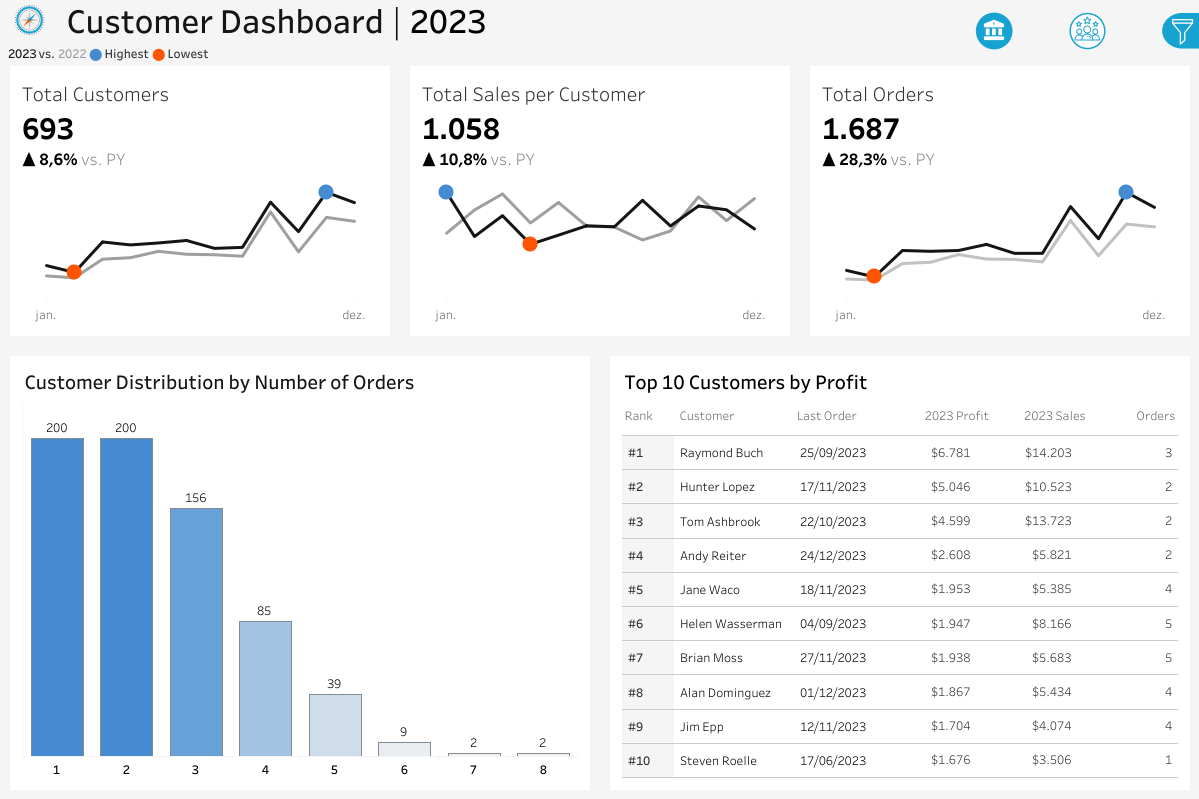 Customer Dashboard | 2023
2023 vs. 2022 Highest Lowest
Total Customers
693
▲ 8,6% vs. PY
jan. dez.
Total Sales per Customer
1.058
▲ 10,8% vs. PY
jan. dez.
Total Orders
1.687
▲ 28,3% vs. PY
jan. dez.
Customer Distribution by Number of Orders
200 200 156 85 39 9 2 2
1 2 3 4 5 6 7 8
Top 10 Customers by Profit
Rank Customer Last Order 2023 Profit 2023 Sales Orders
#1 Raymond Buch 25/09/2023 $6.781 $14.203 3
#2 Hunter Lopez 17/11/2023 $5.046 $10.523 2
#3 Tom Ashbrook 22/10/2023 $4.599 $13.723 2
#4 Andy Reiter 24/12/2023 $2.608 $5.821 2
#5 Jane Waco 18/11/2023 $1.953 $5.385 4
#6 Helen Wasserman 04/09/2023 $1.947 $8.166 5
#7 Brian Moss 27/11/2023 $1.938 $5.683 5
#8 Alan Dominguez 01/12/2023 $1.867 $5.434 4
#9 Jim Epp 12/11/2023 $1.704 $4.074 4
#10 Steven Roelle 17/06/2023 $1.676 $3.506 1